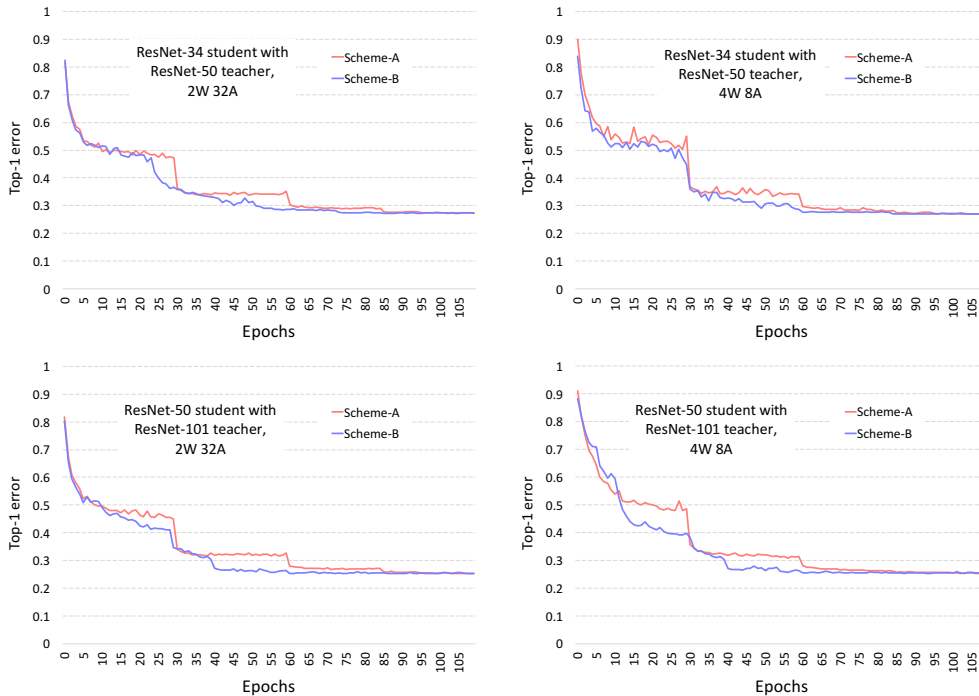 1
0.9
0.8
0.7
0.6
0.5
0.4
0.3
0.2
0.1
0
Top-1 error
ResNet-34 student with
ResNet-50 teacher,
2W 32A
Scheme-A
Scheme-B
0 5 10 15 20 25 30 35 40 45 50 55 60 65 70 75 80 85 90 95 100 105
Epochs
1
0.9
0.8
0.7
0.6
0.5
0.4
0.3
0.2
0.1
0
Top-1 error
ResNet-34 student with
ResNet-50 teacher,
4W 8A
Scheme-A
Scheme-B
0 5 10 15 20 25 30 35 40 45 50 55 60 65 70 75 80 85 90 95 100 105
Epochs
1
0.9
0.8
0.7
0.6
0.5
0.4
0.3
0.2
0.1
0
Top-1 error
ResNet-50 student with
ResNet-101 teacher,
2W 32A
Scheme-A
Scheme-B
0 5 10 15 20 25 30 35 40 45 50 55 60 65 70 75 80 85 90 95 100 105
Epochs
1
0.9
0.8
0.7
0.6
0.5
0.4
0.3
0.2
0.1
0
Top-1 error
ResNet-50 student with
ResNet-101 teacher,
4W 8A
Scheme-A
Scheme-B
0 5 10 15 20 25 30 35 40 45 50 55 60 65 70 75 80 85 90 95 100 105
Epochs